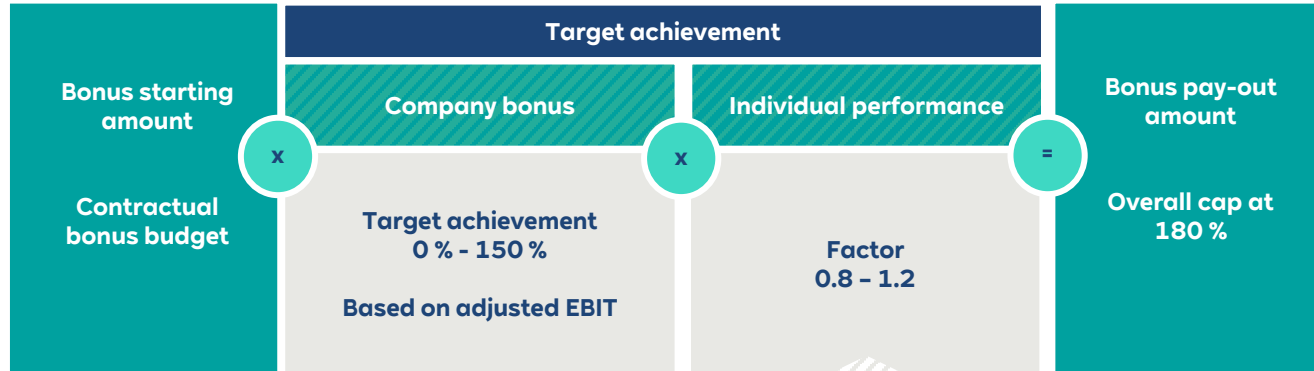 Target achievement
Bonus starting
amount
Contractual
bonus budget
x
Company bonus
Target achievement
0 % - 150 %
Based on adjusted EBIT
x
Individual performance
Factor
0.8 – 1.2
=
Bonus pay-out
amount
Overall cap at
180 %